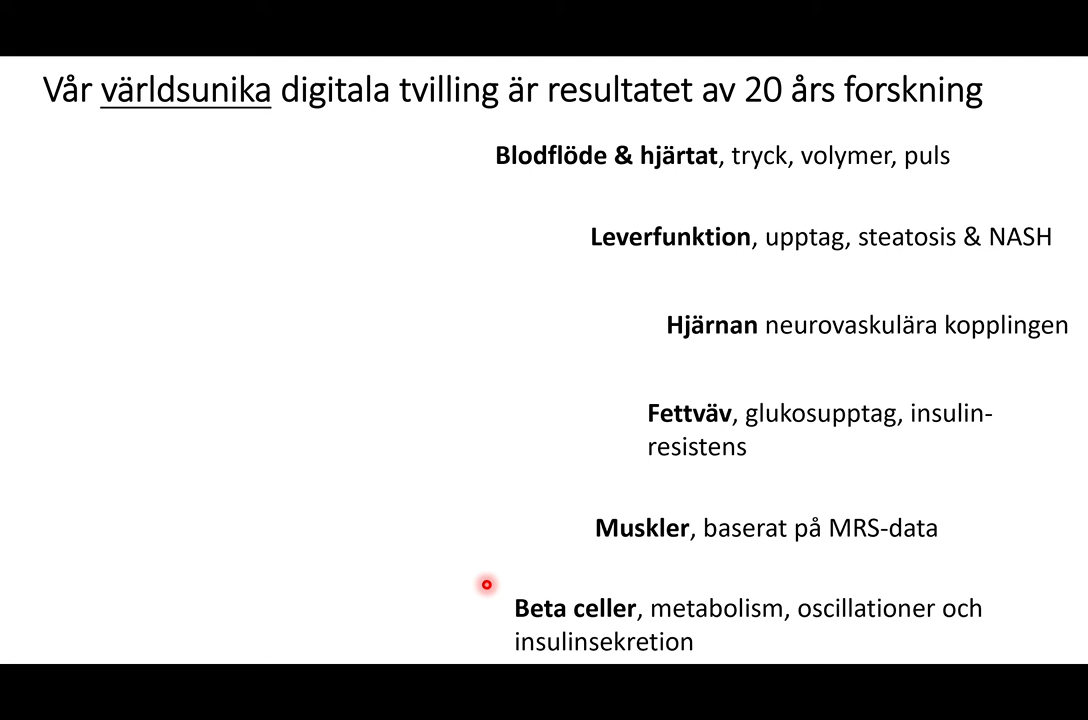 Vår världsunika digitala tvilling är resultatet av 20 års forskning
Blodflöde & hjärtat, tryck, volymer, puls
Leverfunktion, upptag, steatosis & NASH
Hjärnan neurovaskulära kopplingen
Fettväv, glukosupptag, insulin-
resistens
Muskler, baserat på MRS-data
Beta celler, metabolism, oscillationer och
insulinsekretion